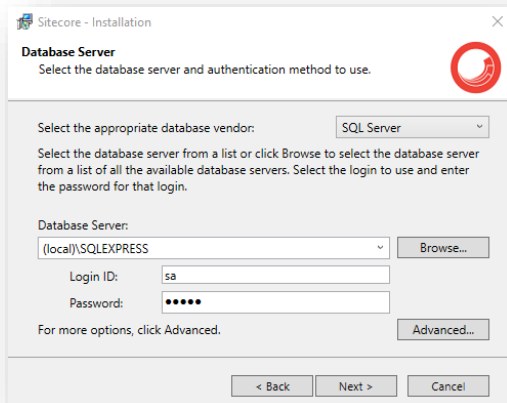 Sitecore - Installation
Database Server
Select the database server and authentication method to use.
Select the appropriate database vendor: SQL Server
Select the database server from a list or click Browse to select the database server
from a list of all the available database servers. Select the login to use and enter
the password for that login.
Database Server:
(local)\SQLEXPRESS Browse...
Login ID: sa
Password: •••••
For more options, click Advanced. Advanced...
< Back Next > Cancel